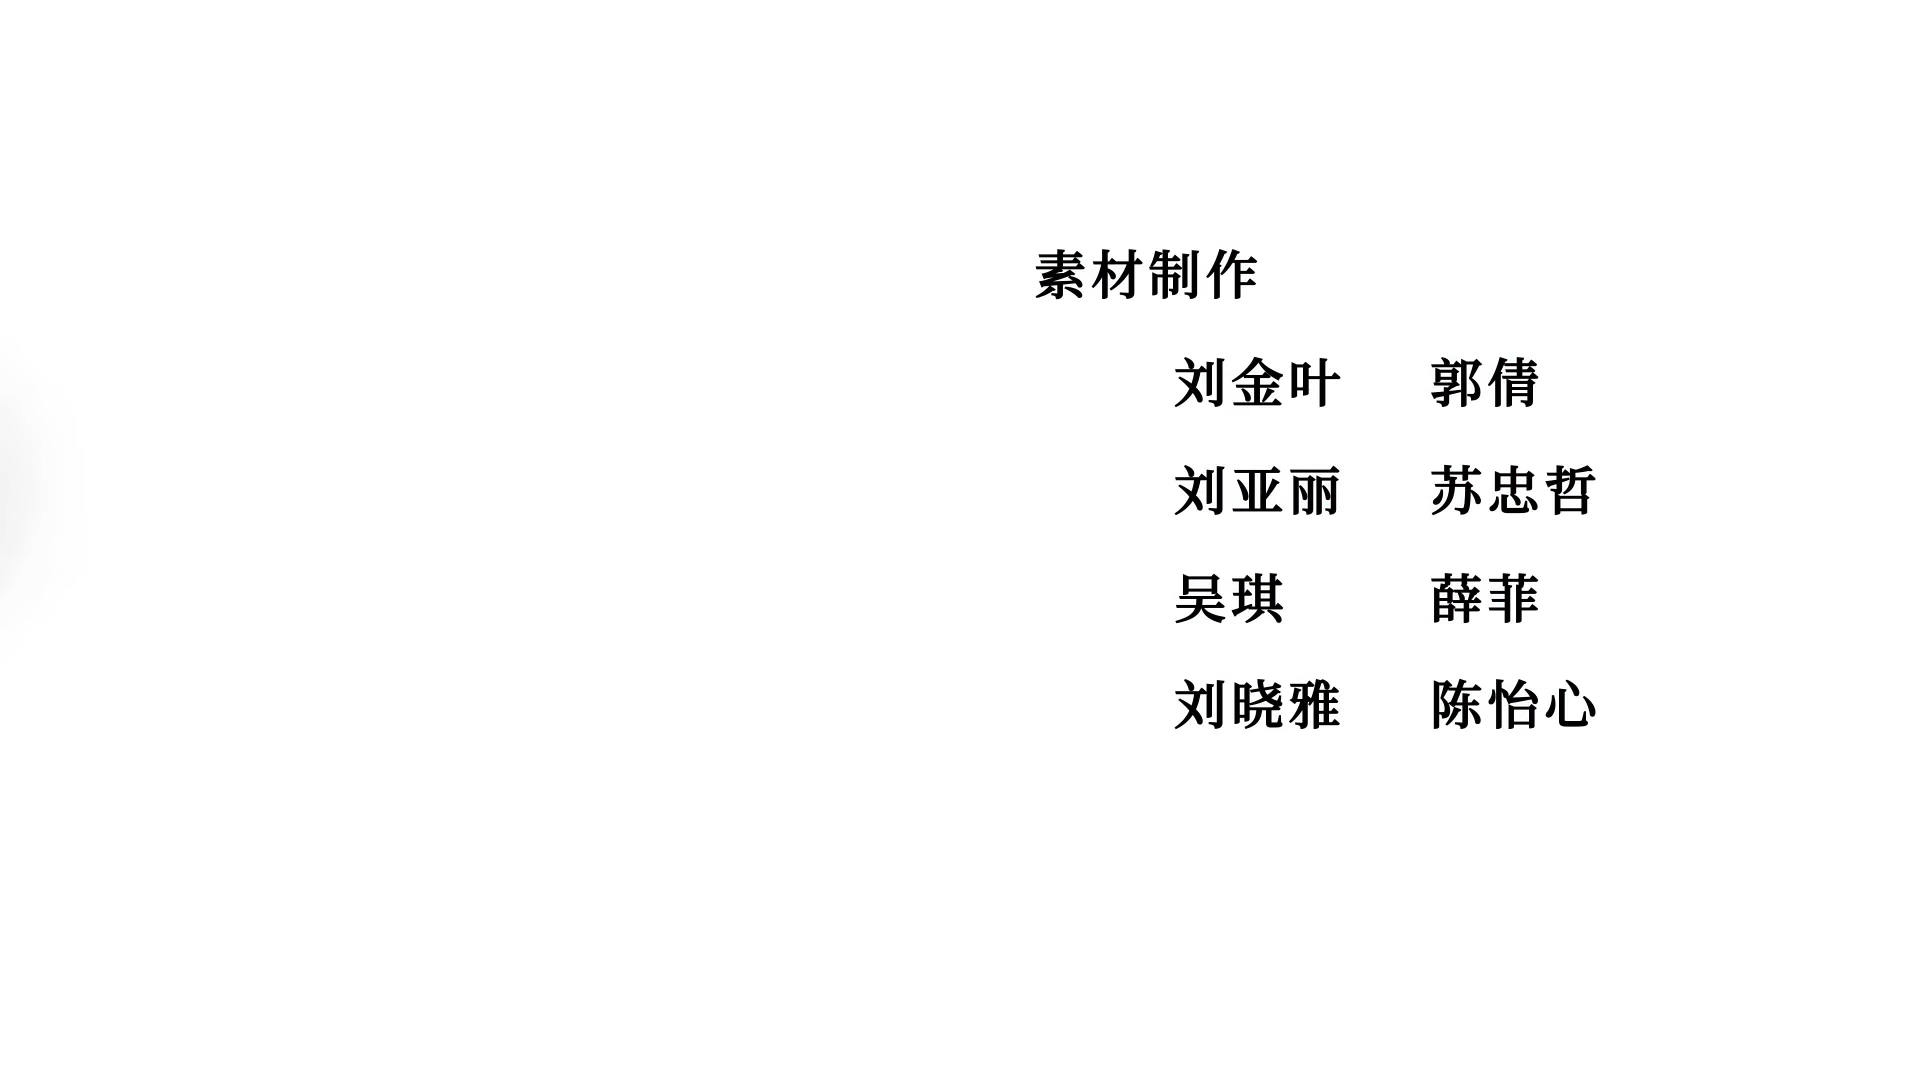 素材制作
刘金叶 郭倩
刘亚丽 苏忠哲
吴琪 薛菲
刘晓雅 陈怡心